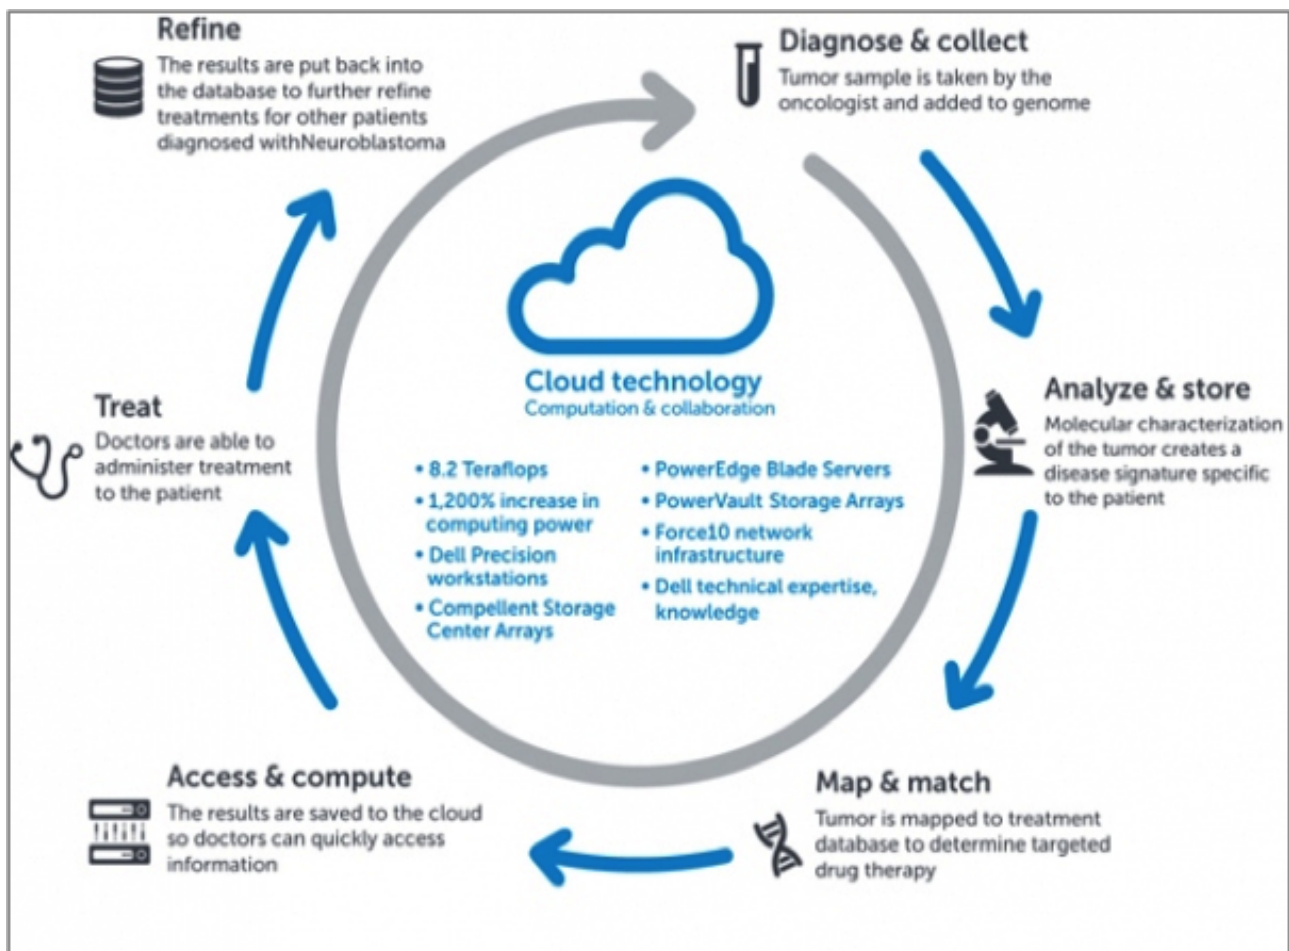 Refine
The results are put back into
the database to further refine
treatments for other patients
diagnosed withNeuroblastoma
Diagnose & collect
Tumor sample is taken by the
oncologist and added to genome
Analyze & store
Molecular characterization
of the tumor creates a
disease signature specific
to the patient
Map & match
Tumor is mapped to treatment
database to determine targeted
drug therapy
Access & compute
The results are saved to the cloud
so doctors can quickly access
information
Treat
Doctors are able to
administer treatment
to the patient
Cloud technology
Computation & collaboration
• 8.2 Teraflops
• 1,200% increase in
computing power
• Dell Precision
workstations
• Compellent Storage
Center Arrays
• PowerEdge Blade Servers
• PowerVault Storage Arrays
• Force10 network
infrastructure
• Dell technical expertise,
knowledge